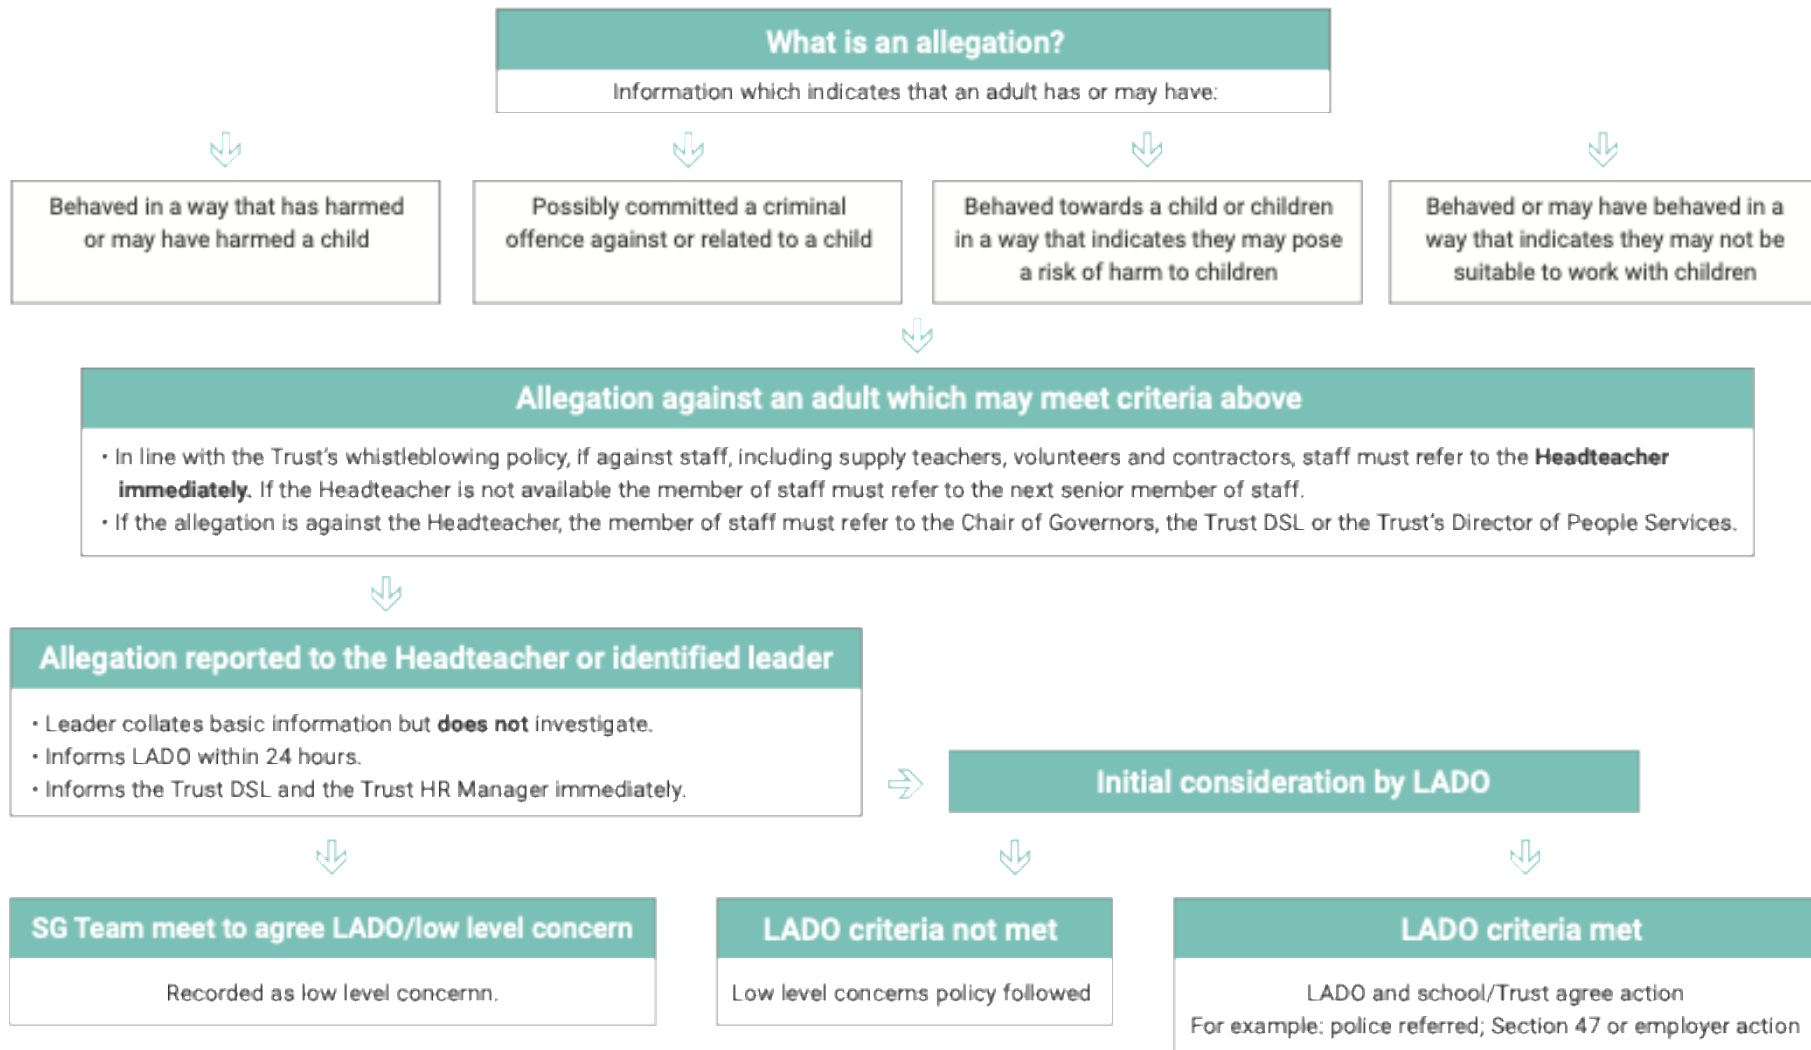 What is an allegation?
Information which indicates that an adult has or may have:
Behaved in a way that has harmed
or may have harmed a child
Possibly committed a criminal
offence against or related to a child
Behaved towards a child or children
in a way that indicates they may pose
a risk of harm to children
Behaved or may have behaved in a
way that indicates they may not be
suitable to work with children
Allegation against an adult which may meet criteria above
• In line with the Trust's whistleblowing policy, if against staff, including supply teachers, volunteers and contractors, staff must refer to the Headteacher
immediately. If the Headteacher is not available the member of staff must refer to the next senior member of staff.
• If the allegation is against the Headteacher, the member of staff must refer to the Chair of Governors, the Trust DSL or the Trust's Director of People Services.
Allegation reported to the Headteacher or identified leader
• Leader collates basic information but does not investigate.
• Informs LADO within 24 hours.
• Informs the Trust DSL and the Trust HR Manager immediately.
Initial consideration by LADO
SG Team meet to agree LADO/low level concern
Recorded as low level concernn.
LADO criteria not met
Low level concerns policy followed
LADO criteria met
LADO and school/Trust agree action
For example: police referred; Section 47 or employer action